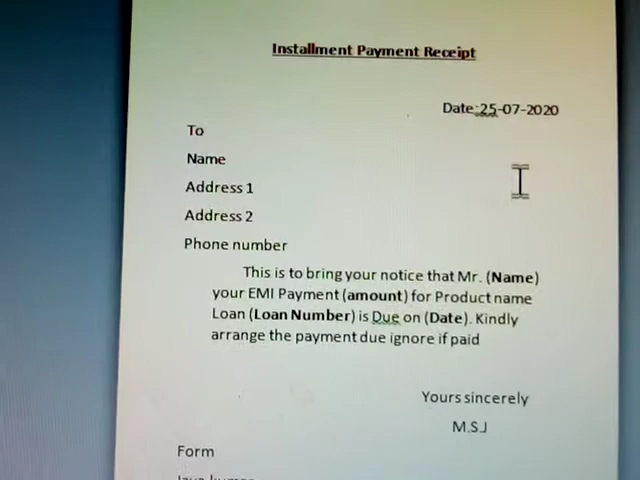 Installment Payment Receipt
Date:25-07-2020
To
Name
Address 1
Address 2
Phone number
This is to bring your notice that Mr. (Name)
your EMI Payment (amount) for Product name
Loan (Loan Number) is Due on (Date). Kindly
arrange the payment due ignore if paid
Yours sincerely
M.S.J
Form